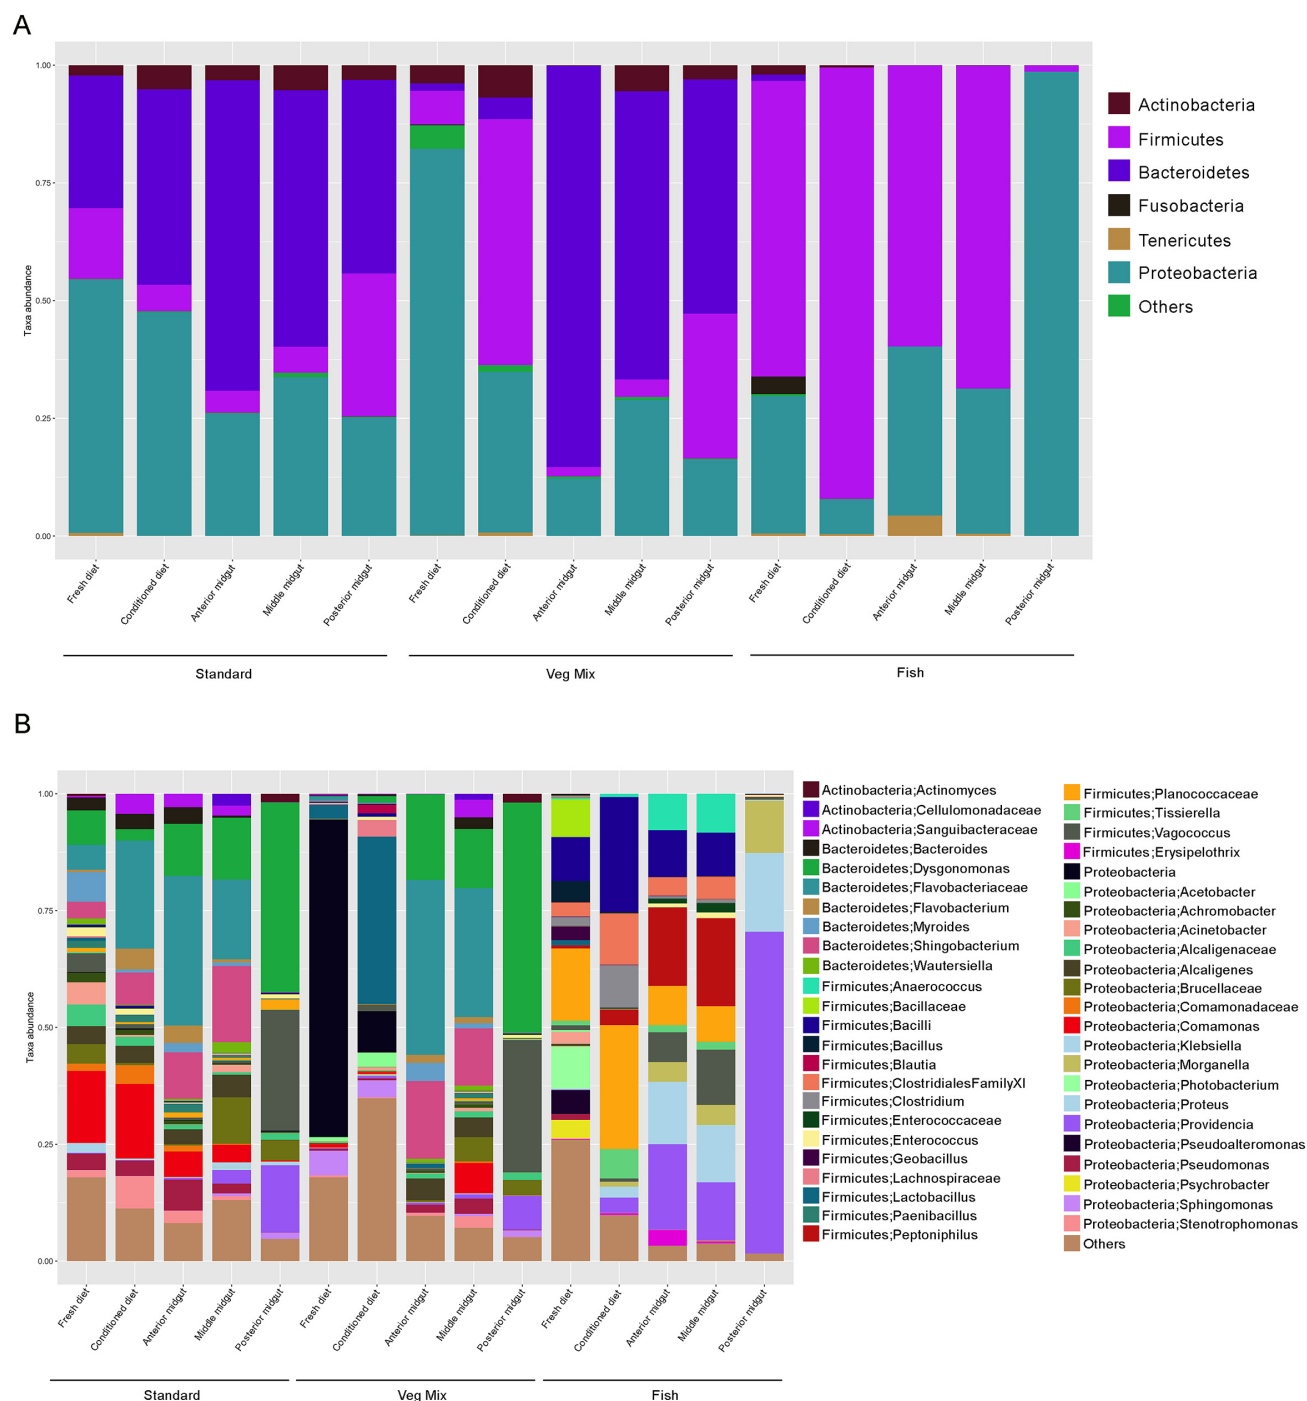 A
1.00
0.75
0.50
0.25
0.00
Taxa abundance
Fresh diet
Conditioned diet
Anterior midgut
Middle midgut
Posterior midgut
Fresh diet
Conditioned diet
Anterior midgut
Middle midgut
Posterior midgut
Fresh diet
Conditioned diet
Anterior midgut
Middle midgut
Posterior midgut
Standard
Veg Mix
Fish
Actinobacteria
Firmicutes
Bacteroidetes
Fusobacteria
Tenericutes
Proteobacteria
Others
B
1.00
0.75
0.50
0.25
0.00
Taxa abundance
Fresh diet
Conditioned diet
Anterior midgut
Middle midgut
Posterior midgut
Fresh diet
Conditioned diet
Anterior midgut
Middle midgut
Posterior midgut
Fresh diet
Conditioned diet
Anterior midgut
Middle midgut
Posterior midgut
Standard
Veg Mix
Fish
Actinobacteria;Actinomyces
Actinobacteria;Cellulomonadaceae
Actinobacteria;Sanguibacteraceae
Bacteroidetes;Bacteroides
Bacteroidetes;Dysgonomonas
Bacteroidetes;Flavobacteriaceae
Bacteroidetes;Flavobacterium
Bacteroidetes;Myroides
Bacteroidetes;Shingobacterium
Bacteroidetes;Wautersiella
Firmicutes;Anaerococcus
Firmicutes;Bacillaceae
Firmicutes;Bacilli
Firmicutes;Bacillus
Firmicutes;Blautia
Firmicutes;ClostridialesFamilyXI
Firmicutes;Clostridium
Firmicutes;Enterococcaceae
Firmicutes;Enterococcus
Firmicutes;Geobacillus
Firmicutes;Lachnospiraceae
Firmicutes;Lactobacillus
Firmicutes;Paenibacillus
Firmicutes;Peptoniphilus
Firmicutes;Planococcaceae
Firmicutes;Tissierella
Firmicutes;Vagococcus
Firmicutes;Erysipelothrix
Proteobacteria
Proteobacteria;Acetobacter
Proteobacteria;Achromobacter
Proteobacteria;Acinetobacter
Proteobacteria;Alcaligenaceae
Proteobacteria;Alcaligenes
Proteobacteria;Brucellaceae
Proteobacteria;Comamonadaceae
Proteobacteria;Comamonas
Proteobacteria;Klebsiella
Proteobacteria;Morganella
Proteobacteria;Photobacterium
Proteobacteria;Proteus
Proteobacteria;Providencia
Proteobacteria;Pseudoalteromonas
Proteobacteria;Pseudomonas
Proteobacteria;Psychrobacter
Proteobacteria;Sphingomonas
Proteobacteria;Stenotrophomonas
Others